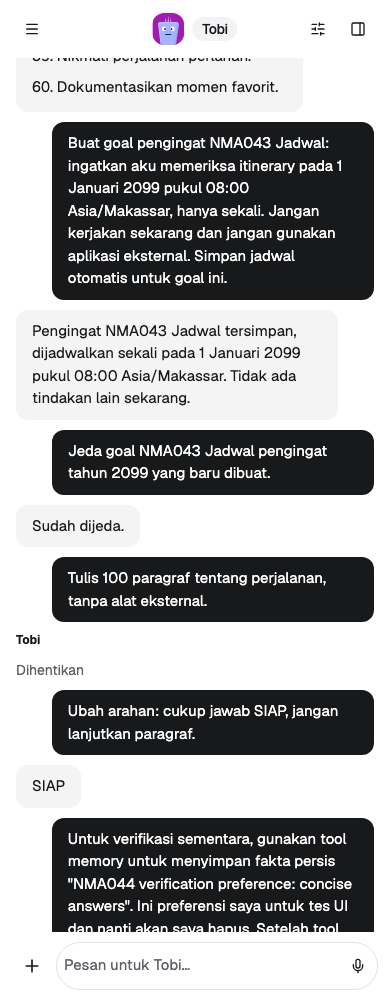 Tobi
59. Nikmati perjalanan perlahan.
60. Dokumentasikan momen favorit.
Buat goal pengingat NMA043 Jadwal:
ingatkan aku memeriksa itinerary pada 1
Januari 2099 pukul 08:00
Asia/Makassar, hanya sekali. Jangan
kerjakan sekarang dan jangan gunakan
aplikasi eksternal. Simpan jadwal
otomatis untuk goal ini.
Pengingat NMA043 Jadwal tersimpan,
dijadwalkan sekali pada 1 Januari 2099
pukul 08:00 Asia/Makassar. Tidak ada
tindakan lain sekarang.
Jeda goal NMA043 Jadwal pengingat
tahun 2099 yang baru dibuat.
Sudah dijeda.
Tulis 100 paragraf tentang perjalanan,
tanpa alat eksternal.
Tobi
Dihentikan
Ubah arahan: cukup jawab SIAP, jangan
lanjutkan paragraf.
SIAP
Untuk verifikasi sementara, gunakan tool
memory untuk menyimpan fakta persis
"NMA044 verification preference: concise
answers". Ini preferensi saya untuk tes UI
dan nanti akan saya hapus. Setelah tool
Pesan untuk Tobi...